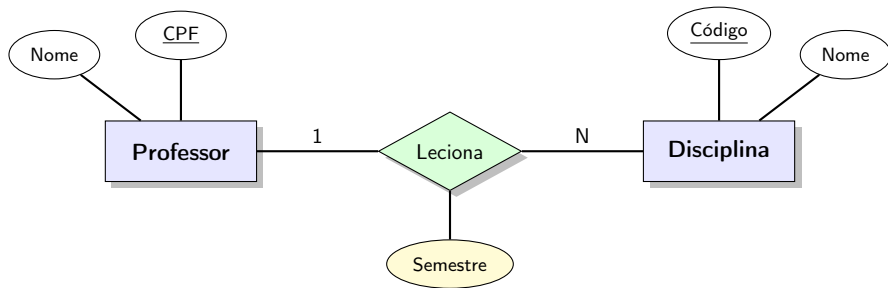 Nome
CPF
Código
Nome
Professor
1
Leciona
N
Disciplina
Semestre